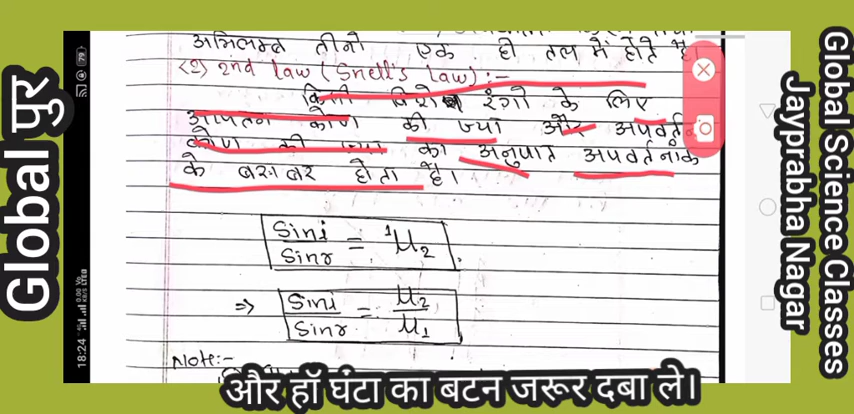 अभिलम्ब तीनो एक ही तल में होते है।
(2) 2nd Law (Snell's Law) :-
किसी रंगो के लिए
आपतन कोण की ज्या और अपवर्तन
कोण की ज्या का अनुपात अपवर्तनांक
के बराबर होता है।
Sini / Sinr = ¹μ₂
⇒ Sini / Sinr = μ₂ / μ₁
Note:-
और हॉ घंटा का बटन जरूर दबा ले।
Global पुर
Global Science Classes
Jayprabha Nagar
18:24
79